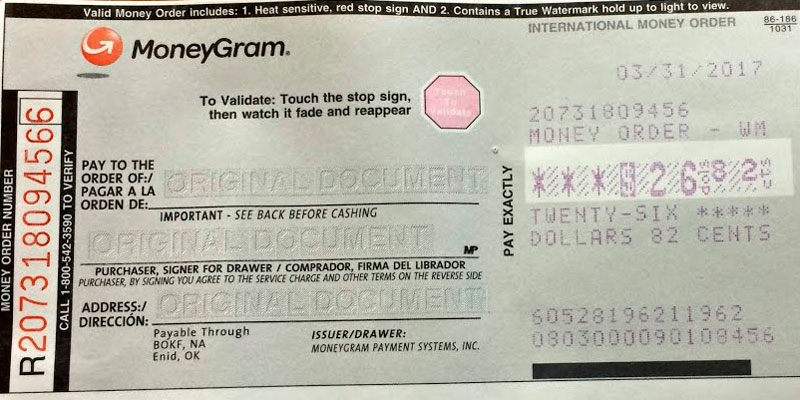 Valid Money Order includes: 1. Heat sensitive, red stop sign AND 2. Contains a True Watermark hold up to light to view.
MoneyGram.
INTERNATIONAL MONEY ORDER
86-186
1031
03/31/2017
To Validate: Touch the stop sign,
then watch it fade and reappear
Touch
To
Validate
20731809456
MONEY ORDER - WM
MONEY ORDER NUMBER
R207318094566
CALL 1-800-542-3590 TO VERIFY
PAY TO THE
ORDER OF:/
PAGAR A LA
ORDEN DE:
ORIGINAL DOCUMENT
IMPORTANT - SEE BACK BEFORE CASHING
PAY EXACTLY
***$26 82
TWENTY-SIX *****
DOLLARS 82 CENTS
ORIGINAL DOCUMENT
MP
PURCHASER, SIGNER FOR DRAWER / COMPRADOR, FIRMA DEL LIBRADOR
PURCHASER, BY SIGNING YOU AGREE TO THE SERVICE CHARGE AND OTHER TERMS ON THE REVERSE SIDE
ADDRESS:/
DIRECCIÓN:
ORIGINAL DOCUMENT
Payable Through
BOKF, NA
Enid, OK
ISSUER/DRAWER:
MONEYGRAM PAYMENT SYSTEMS, INC.
60528196211962
0803000090108456